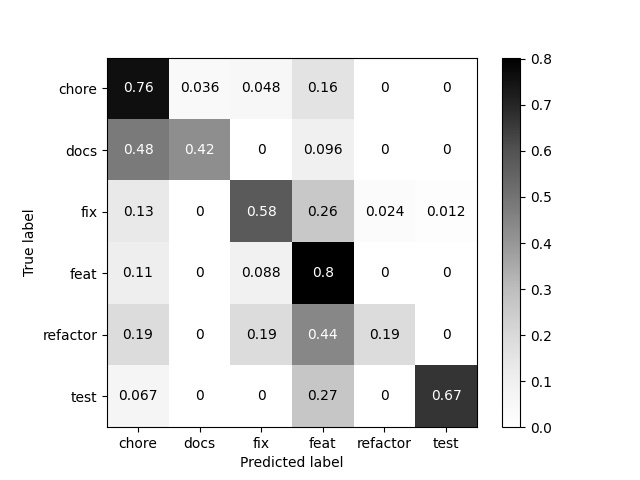 chore 0.76 0.036 0.048 0.16 0 0
docs 0.48 0.42 0 0.096 0 0
fix 0.13 0 0.58 0.26 0.024 0.012
feat 0.11 0 0.088 0.8 0 0
refactor 0.19 0 0.19 0.44 0.19 0
test 0.067 0 0 0.27 0 0.67
chore docs fix feat refactor test
Predicted label
True label
0.8
0.7
0.6
0.5
0.4
0.3
0.2
0.1
0.0